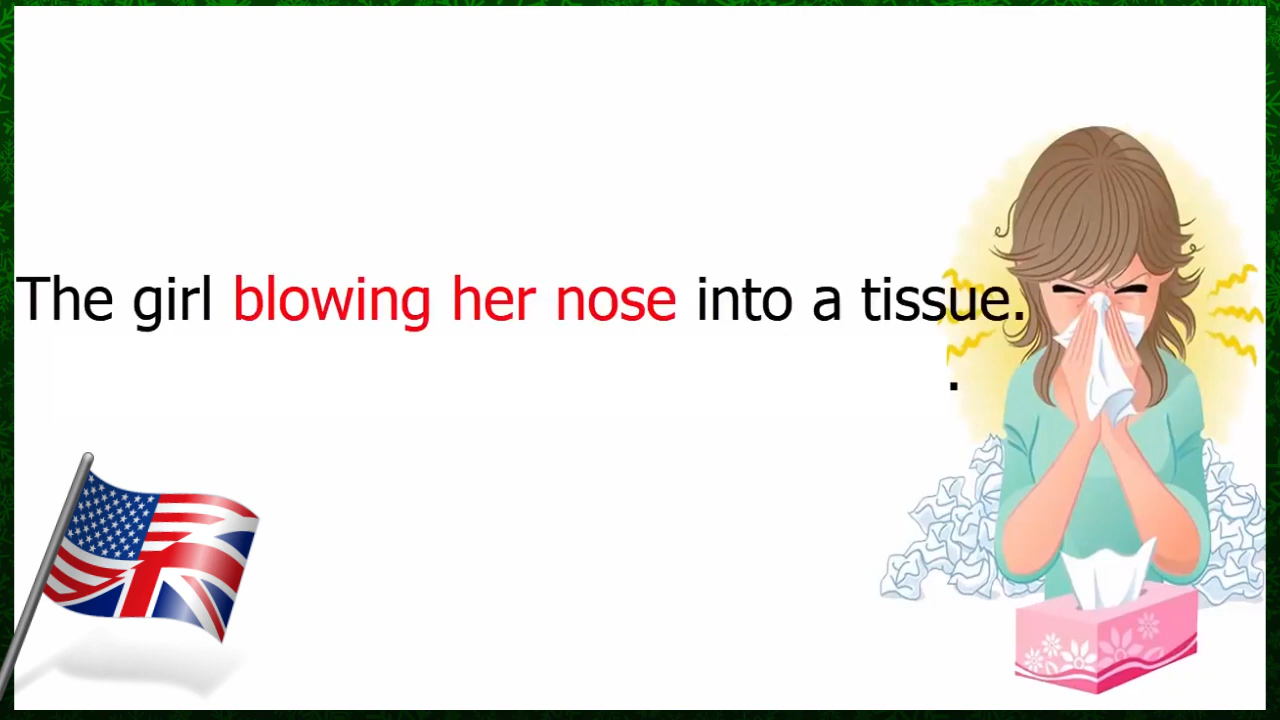 The girl blowing her nose into a tissue.
.